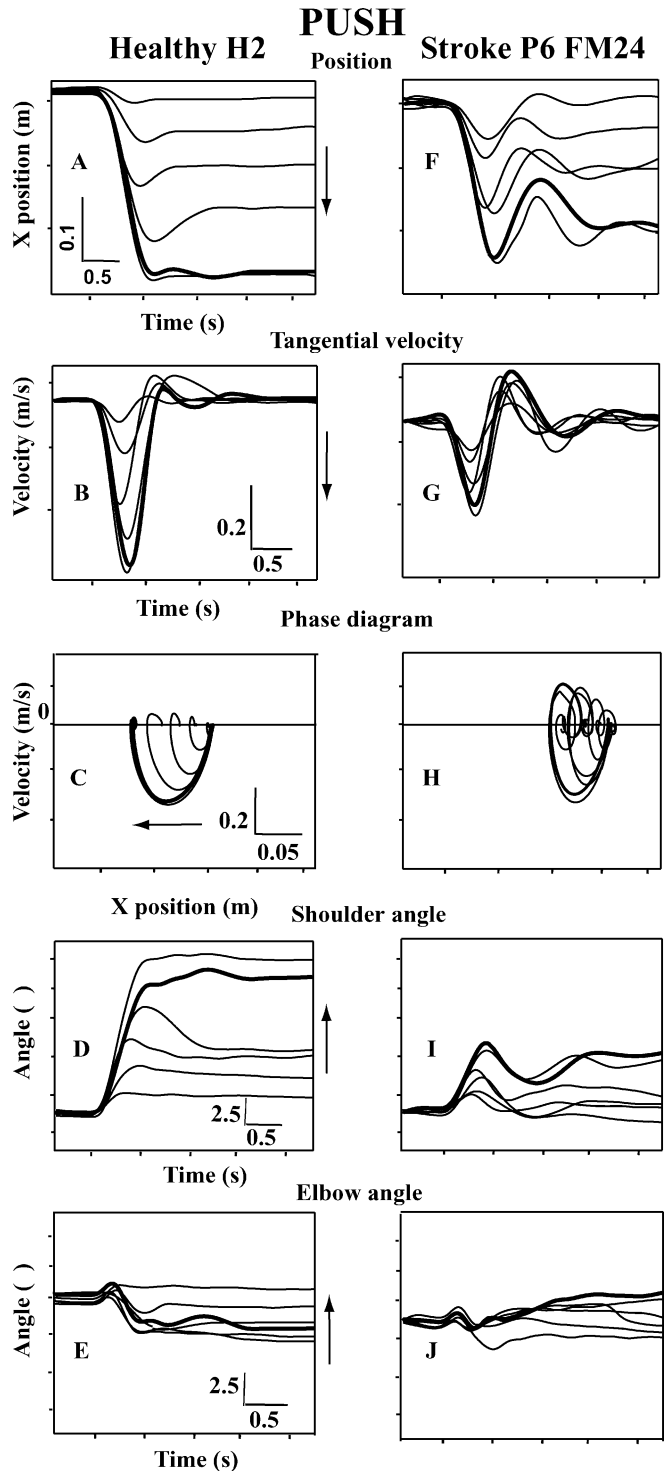 PUSH
Healthy H2
Stroke P6 FM24
Position
X position (m)
A
0.1
0.5
F
Time (s)
Tangential velocity
Velocity (m/s)
B
0.2
0.5
G
Time (s)
Phase diagram
Velocity (m/s)
0
C
0.2
0.05
H
X position (m)
Shoulder angle
Angle ( )
D
2.5
0.5
I
Time (s)
Elbow angle
Angle ( )
E
2.5
0.5
J
Time (s)